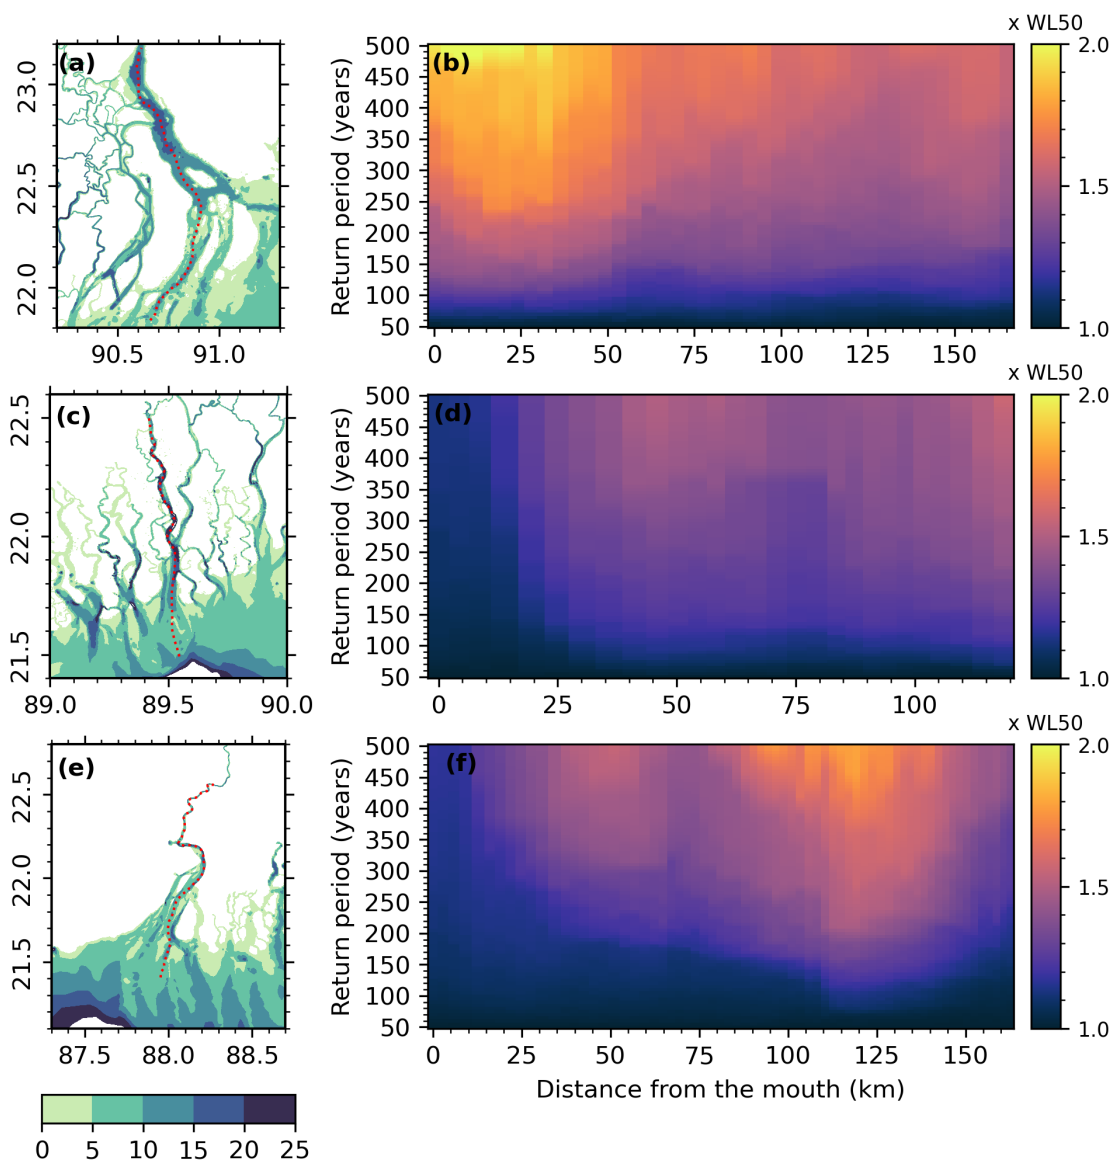 x WL50
(a)
23.0
22.5
22.0
90.5 91.0
(b)
Return period (years)
500
450
400
350
300
250
200
150
100
50
0 25 50 75 100 125 150
2.0
1.5
1.0
x WL50
(c)
22.5
22.0
21.5
89.0 89.5 90.0
(d)
Return period (years)
500
450
400
350
300
250
200
150
100
50
0 25 50 75 100
2.0
1.5
1.0
x WL50
(e)
22.5
22.0
21.5
87.5 88.0 88.5
(f)
Return period (years)
500
450
400
350
300
250
200
150
100
50
0 25 50 75 100 125 150
Distance from the mouth (km)
2.0
1.5
1.0
0 5 10 15 20 25